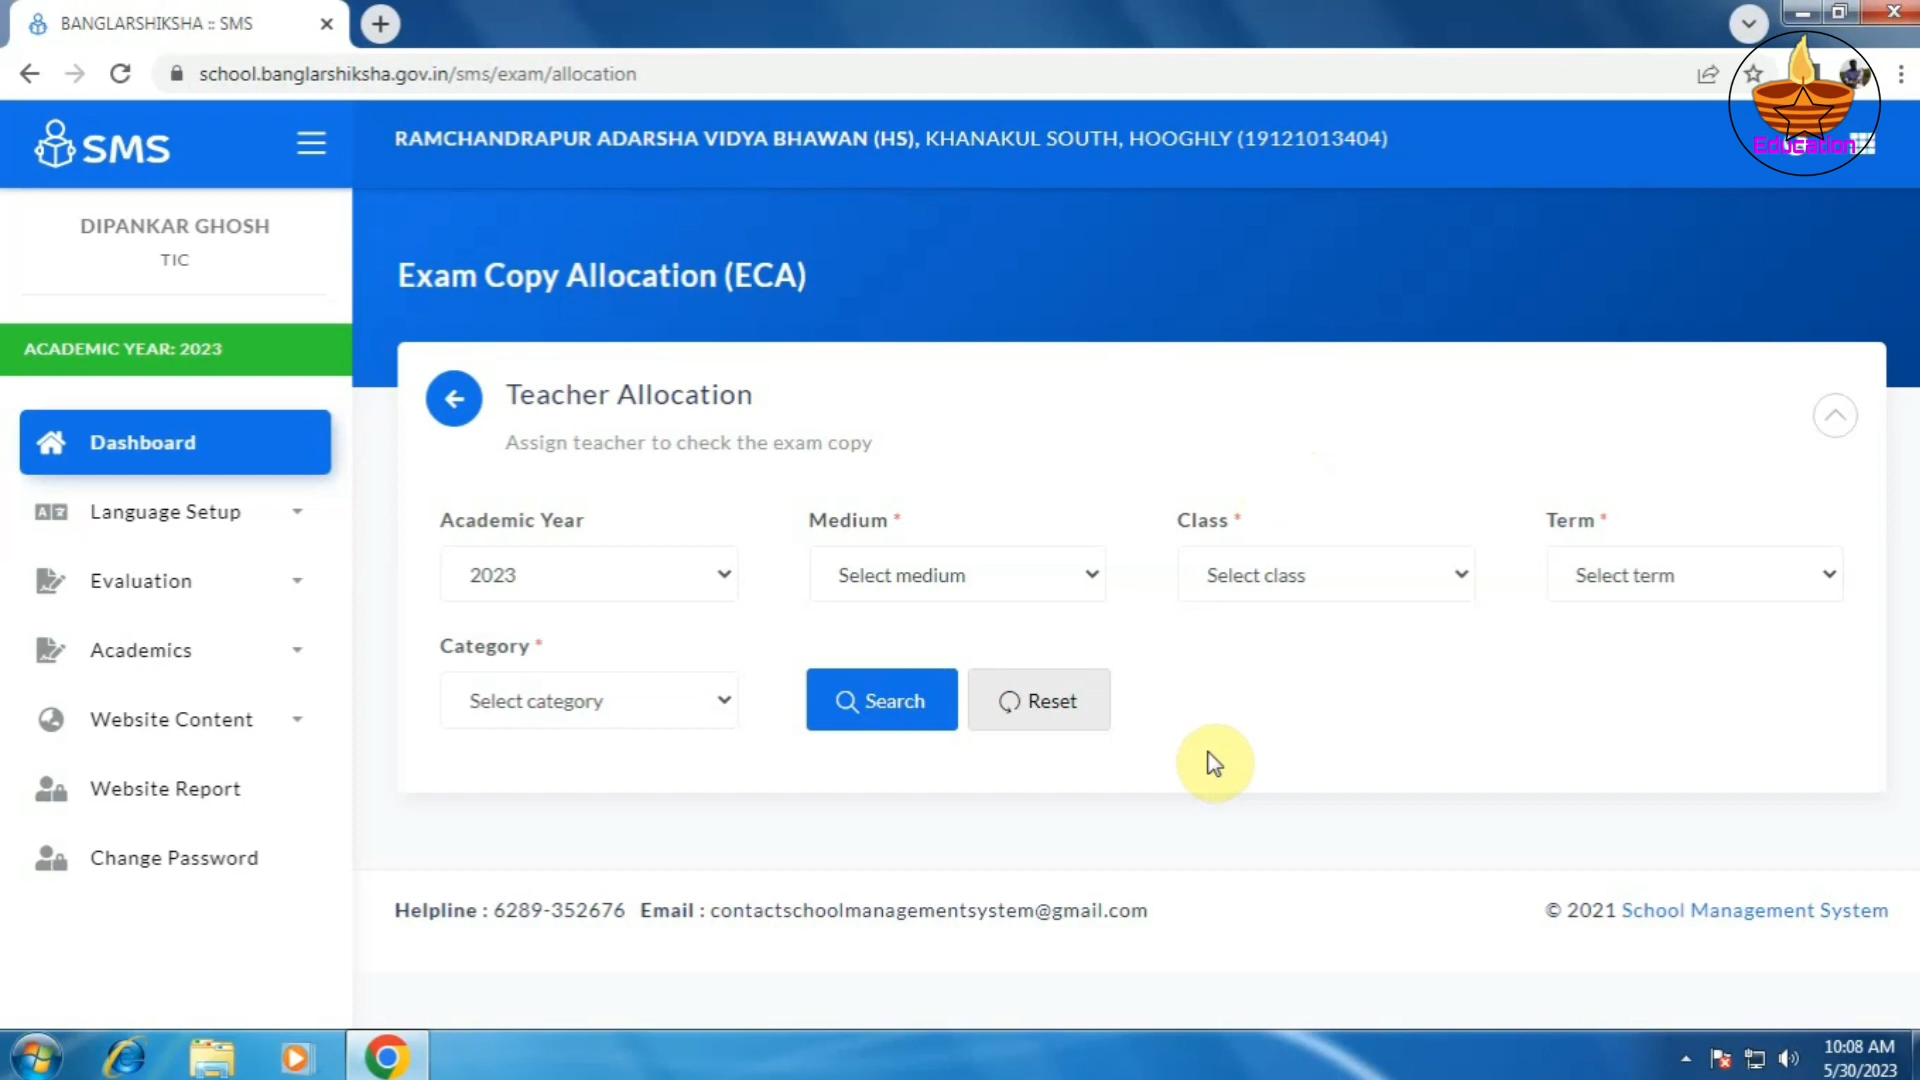 BANGLARSHIKSHA :: SMS
school.banglarshiksha.gov.in/sms/exam/allocation
SMS
RAMCHANDRAPUR ADARSHA VIDYA BHAWAN (HS), KHANAKUL SOUTH, HOOGHLY (19121013404)
EduEation
DIPANKAR GHOSH
TIC
ACADEMIC YEAR: 2023
Dashboard
Language Setup
Evaluation
Academics
Website Content
Website Report
Change Password
Exam Copy Allocation (ECA)
Teacher Allocation
Assign teacher to check the exam copy
Academic Year
Medium *
Class *
Term *
2023
Select medium
Select class
Select term
Category *
Select category
Search
Reset
Helpline : 6289-352676 Email : contactschoolmanagementsystem@gmail.com
© 2021 School Management System
10:08 AM
5/30/2023